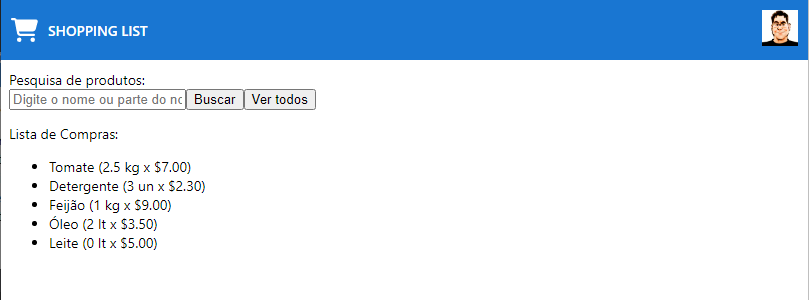 SHOPPING LIST
Pesquisa de produtos:
Digite o nome ou parte do no
Buscar Ver todos
Lista de Compras:
Tomate (2.5 kg x $7.00)
Detergente (3 un x $2.30)
Feijão (1 kg x $9.00)
Óleo (2 lt x $3.50)
Leite (0 lt x $5.00)